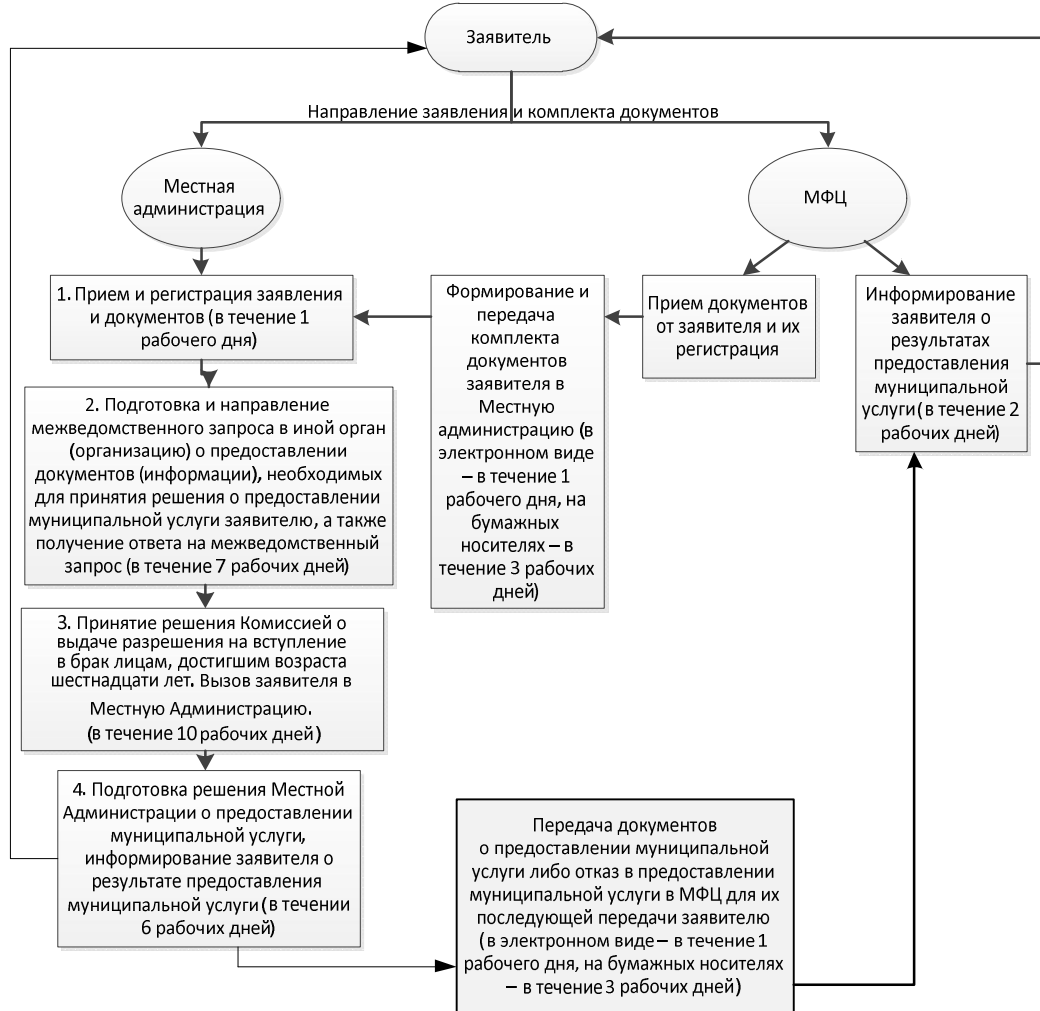 Заявитель
Направление заявления и комплекта документов
Местная
администрация
МФЦ
1. Прием и регистрация заявления
и документов (в течение 1
рабочего дня)
Формирование и
передача
комплекта
документов
заявителя в
Местную
администрацию (в
электронном виде
– в течение 1
рабочего дня, на
бумажных
носителях – в
течение 3 рабочих
дней)
Прием документов
от заявителя и их
регистрация
Информирование
заявителя о
результатах
предоставления
муниципальной
услуги (в течение 2
рабочих дней)
2. Подготовка и направление
межведомственного запроса в иной орган
(организацию) о предоставлении
документов (информации), необходимых
для принятия решения о предоставлении
муниципальной услуги заявителю, а также
получение ответа на межведомственный
запрос (в течение 7 рабочих дней)
3. Принятие решения Комиссией о
выдаче разрешения на вступление
в брак лицам, достигшим возраста
шестнадцати лет. Вызов заявителя в
Местную Администрацию.
(в течение 10 рабочих дней)
4. Подготовка решения Местной
Администрации о предоставлении
муниципальной услуги,
информирование заявителя о
результате предоставления
муниципальной услуги (в течении
6 рабочих дней)
Передача документов
о предоставлении муниципальной
услуги либо отказ в предоставлении
муниципальной услуги в МФЦ для их
последующей передачи заявителю
(в электронном виде – в течение 1
рабочего дня, на бумажных носителях
– в течение 3 рабочих дней)